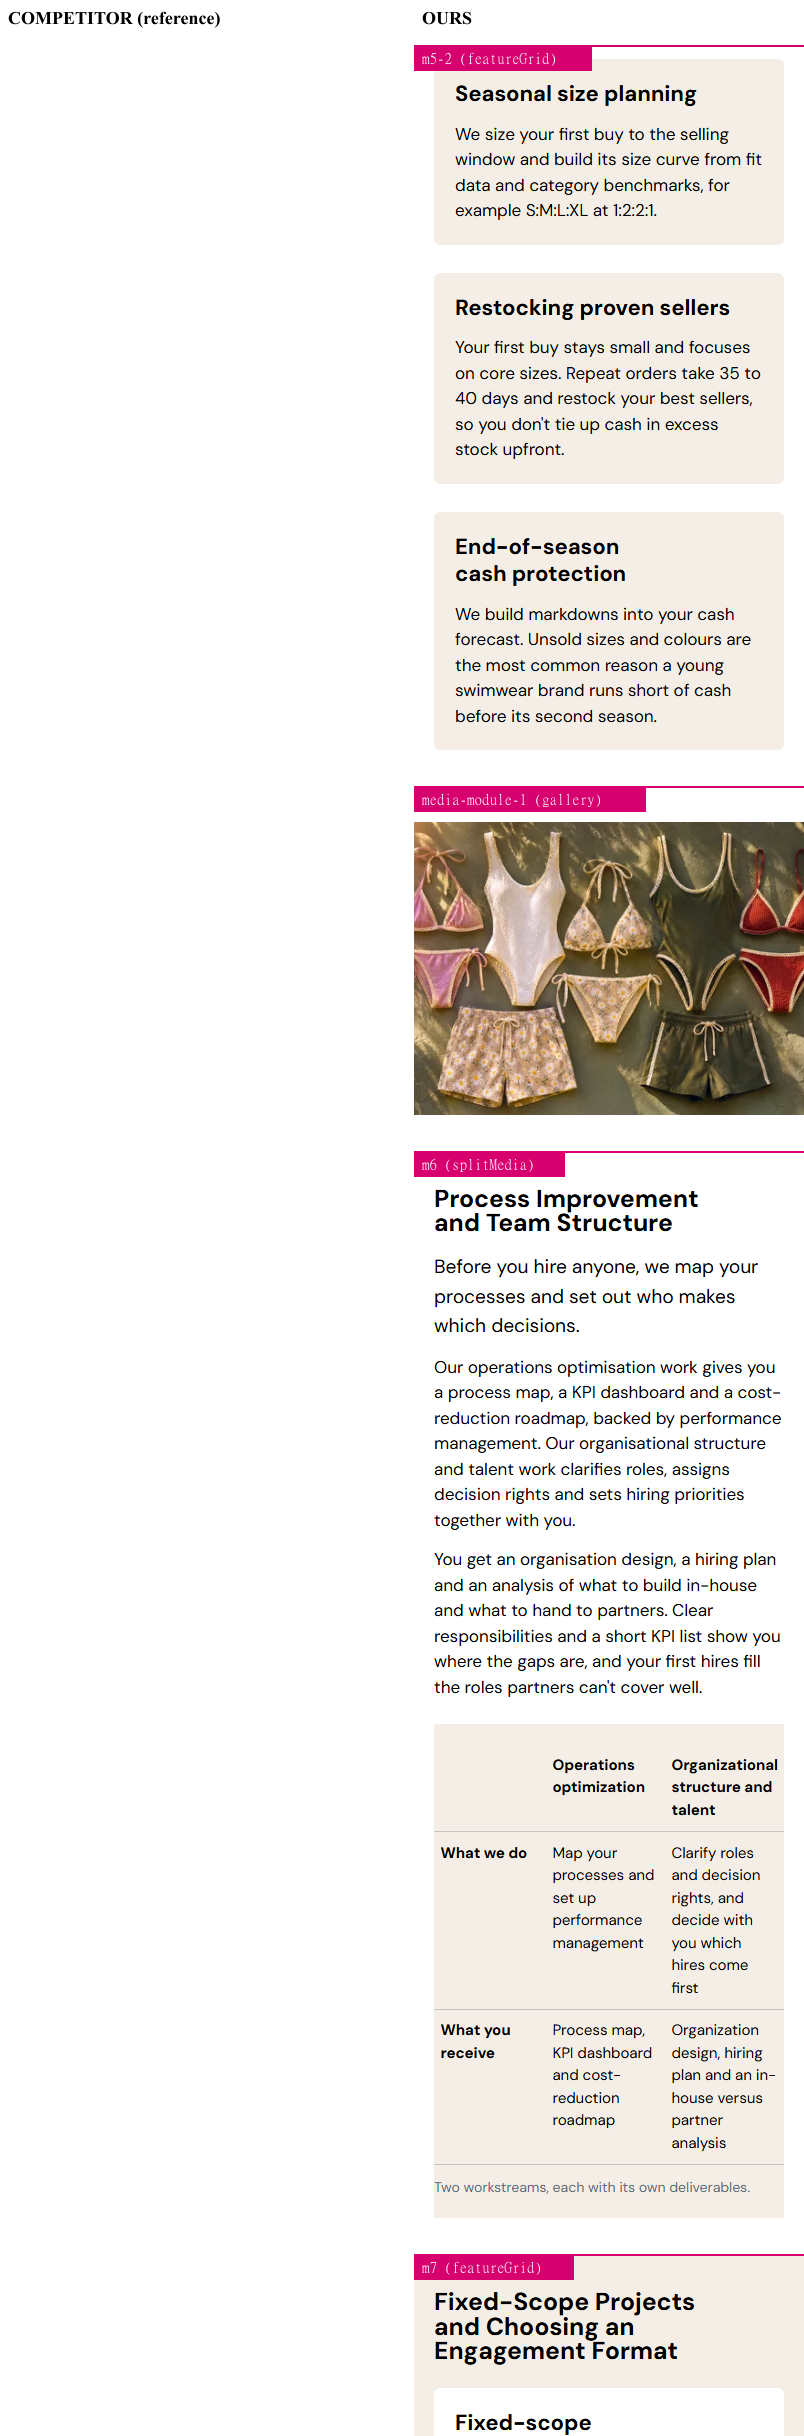 COMPETITOR (reference)
OURS
m5-2 (featureGrid)
Seasonal size planning
We size your first buy to the selling
window and build its size curve from fit
data and category benchmarks, for
example S:M:L:XL at 1:2:2:1.
Restocking proven sellers
Your first buy stays small and focuses
on core sizes. Repeat orders take 35 to
40 days and restock your best sellers,
so you don't tie up cash in excess
stock upfront.
End-of-season
cash protection
We build markdowns into your cash
forecast. Unsold sizes and colours are
the most common reason a young
swimwear brand runs short of cash
before its second season.
media-module-1 (gallery)
m6 (splitMedia)
Process Improvement
and Team Structure
Before you hire anyone, we map your
processes and set out who makes
which decisions.
Our operations optimisation work gives you
a process map, a KPI dashboard and a cost-
reduction roadmap, backed by performance
management. Our organisational structure
and talent work clarifies roles, assigns
decision rights and sets hiring priorities
together with you.
You get an organisation design, a hiring plan
and an analysis of what to build in-house
and what to hand to partners. Clear
responsibilities and a short KPI list show you
where the gaps are, and your first hires fill
the roles partners can't cover well.
Operations
optimization
Organizational
structure and
talent
What we do
Map your
processes and
set up
performance
management
Clarify roles
and decision
rights, and
decide with
you which
hires come
first
What you
receive
Process map,
KPI dashboard
and cost-
reduction
roadmap
Organization
design, hiring
plan and an in-
house versus
partner
analysis
Two workstreams, each with its own deliverables.
m7 (featureGrid)
Fixed-Scope Projects
and Choosing an
Engagement Format
Fixed-scope